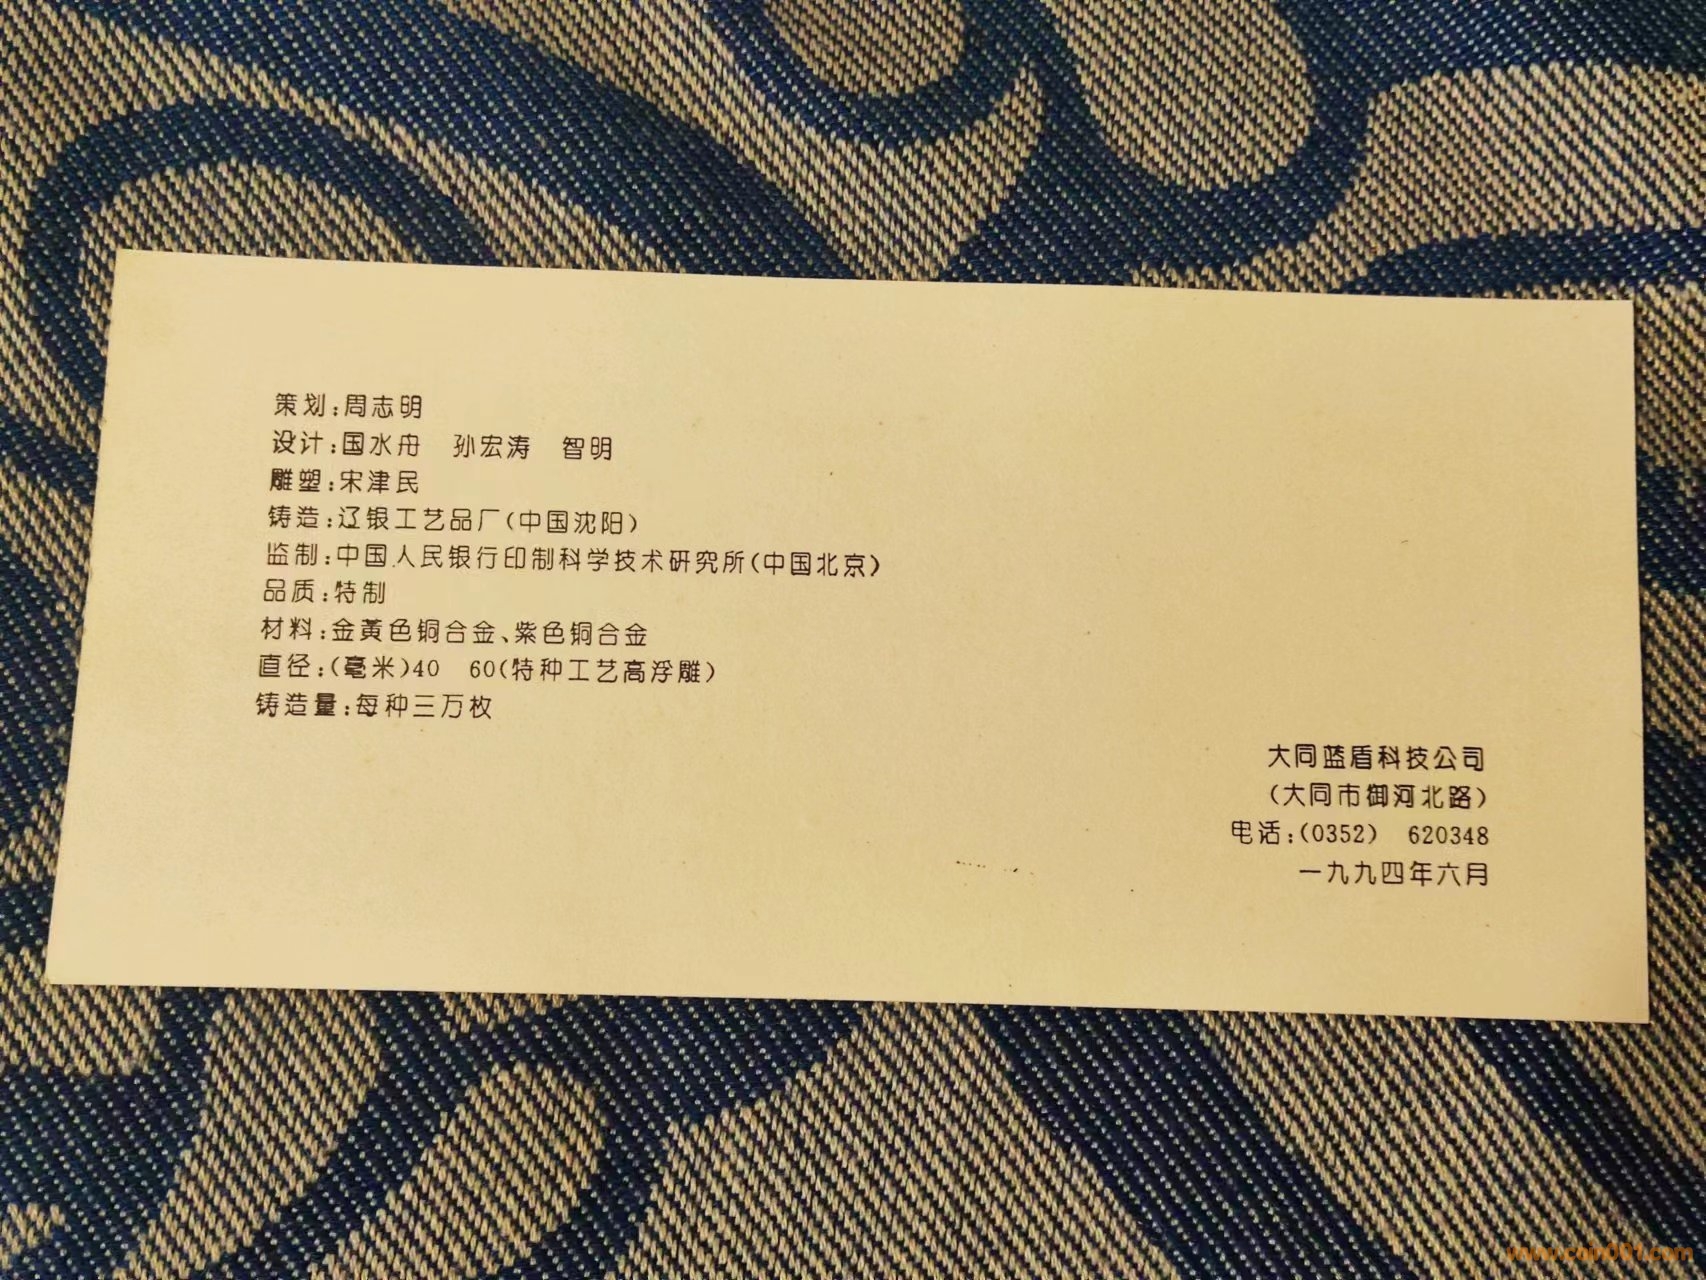 策划:周志明
设计:国水舟　孙宏涛　智明
雕塑:宋津民
铸造:辽银工艺品厂(中国沈阳)
监制:中国人民银行印制科学技术研究所(中国北京)
品质:特制
材料:金黄色铜合金、紫色铜合金
直径:(毫米)40　60(特种工艺高浮雕)
铸造量:每种三万枚
大同蓝盾科技公司
(大同市御河北路)
电话:(0352)　620348
一九九四年六月
www.coin001.com